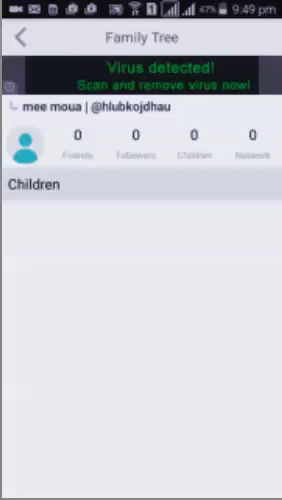 47% 9:49 pm
Family Tree
Virus detected!
Scan and remove virus now!
mee moua | @hlubkojdhau
0 0 0 0
Friends Followers Children Network
Children